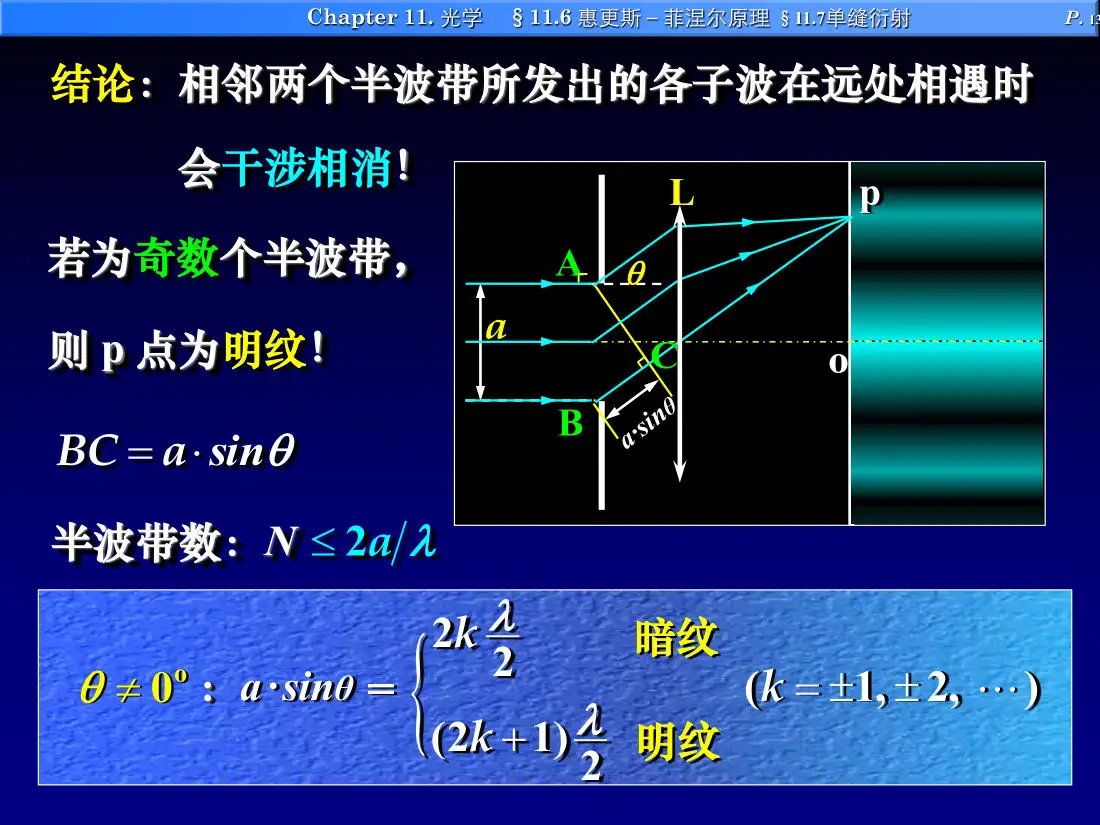 Chapter 11. 光学 §11.6 惠更斯 – 菲涅尔原理 §11.7单缝衍射 P. 13
结论：相邻两个半波带所发出的各子波在远处相遇时
会干涉相消！
若为奇数个半波带，
则 p 点为明纹！
BC = a · sinθ
半波带数：N ≤ 2a/λ
L
p
A
θ
a
C
o
B
a·sinθ
θ ≠ 0º：a·sinθ = { 2k λ/2 暗纹
(2k + 1) λ/2 明纹
(k = ±1, ± 2, ⋯)